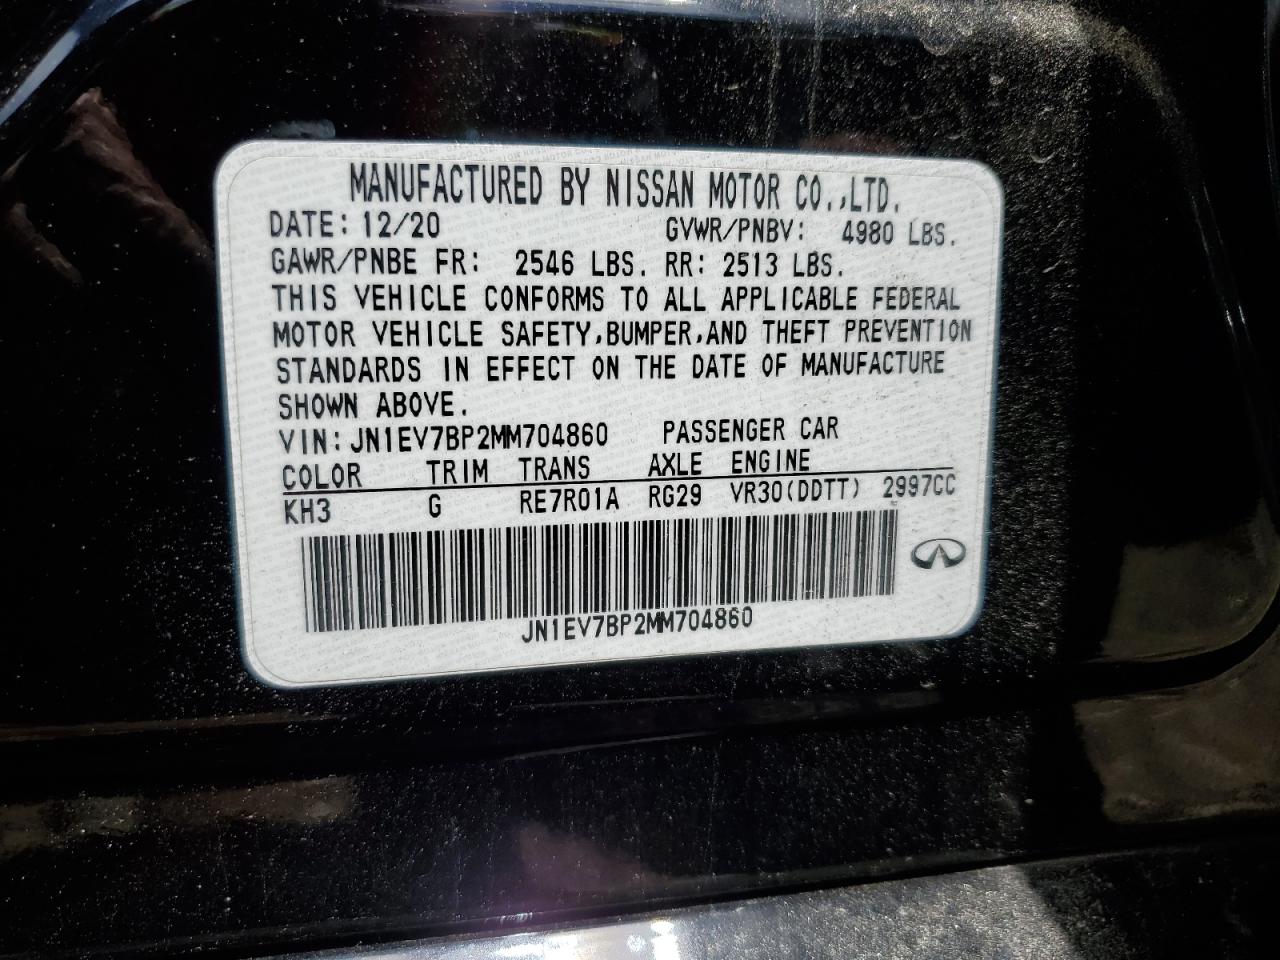 MANUFACTURED BY NISSAN MOTOR CO.,LTD.
DATE: 12/20 GVWR/PNBV: 4980 LBS.
GAWR/PNBE FR: 2546 LBS. RR: 2513 LBS.
THIS VEHICLE CONFORMS TO ALL APPLICABLE FEDERAL
MOTOR VEHICLE SAFETY,BUMPER,AND THEFT PREVENTION
STANDARDS IN EFFECT ON THE DATE OF MANUFACTURE
SHOWN ABOVE.
VIN: JN1EV7BP2MM704860 PASSENGER CAR
COLOR TRIM TRANS AXLE ENGINE
KH3 G RE7R01A RG29 VR30(DDTT) 2997CC
JN1EV7BP2MM704860